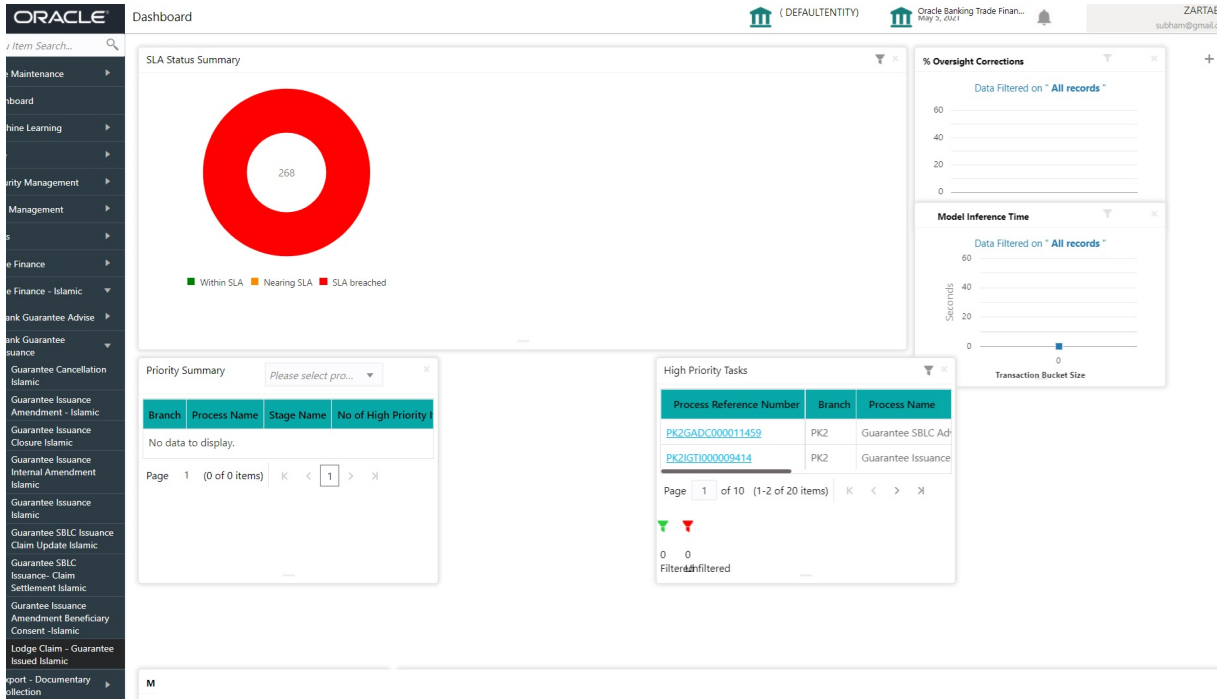 ORACLE
Dashboard
( DEFAULTENTITY)
Oracle Banking Trade Finan...
May 5, 2021
ZARTAB
subham@gmail.c
Item Search...
e Maintenance
nboard
hine Learning
urity Management
Management
s
e Finance
e Finance - Islamic
ank Guarantee Advise
ank Guarantee
suance
Guarantee Cancellation
Islamic
Guarantee Issuance
Amendment - Islamic
Guarantee Issuance
Closure Islamic
Guarantee Issuance
Internal Amendment
Islamic
Guarantee Issuance
Islamic
Guarantee SBLC Issuance
Claim Update Islamic
Guarantee SBLC
Issuance- Claim
Settlement Islamic
Gurantee Issuance
Amendment Beneficiary
Consent -Islamic
Lodge Claim - Guarantee
Issued Islamic
xport - Documentary
ollection
SLA Status Summary
268
Within SLA Nearing SLA SLA breached
% Oversight Corrections
Data Filtered on " All records "
60
40
20
0
Model Inference Time
Data Filtered on " All records "
60
40
20
0
Seconds
0
Transaction Bucket Size
Priority Summary
Please select pro...
Branch Process Name Stage Name No of High Priority I
No data to display.
Page 1 (0 of 0 items) 1
High Priority Tasks
Process Reference Number Branch Process Name
PK2GADC000011459 PK2 Guarantee SBLC Ad
PK2IGTI000009414 PK2 Guarantee Issuance
Page 1 of 10 (1-2 of 20 items)
0 0
Filtered Unfiltered
M